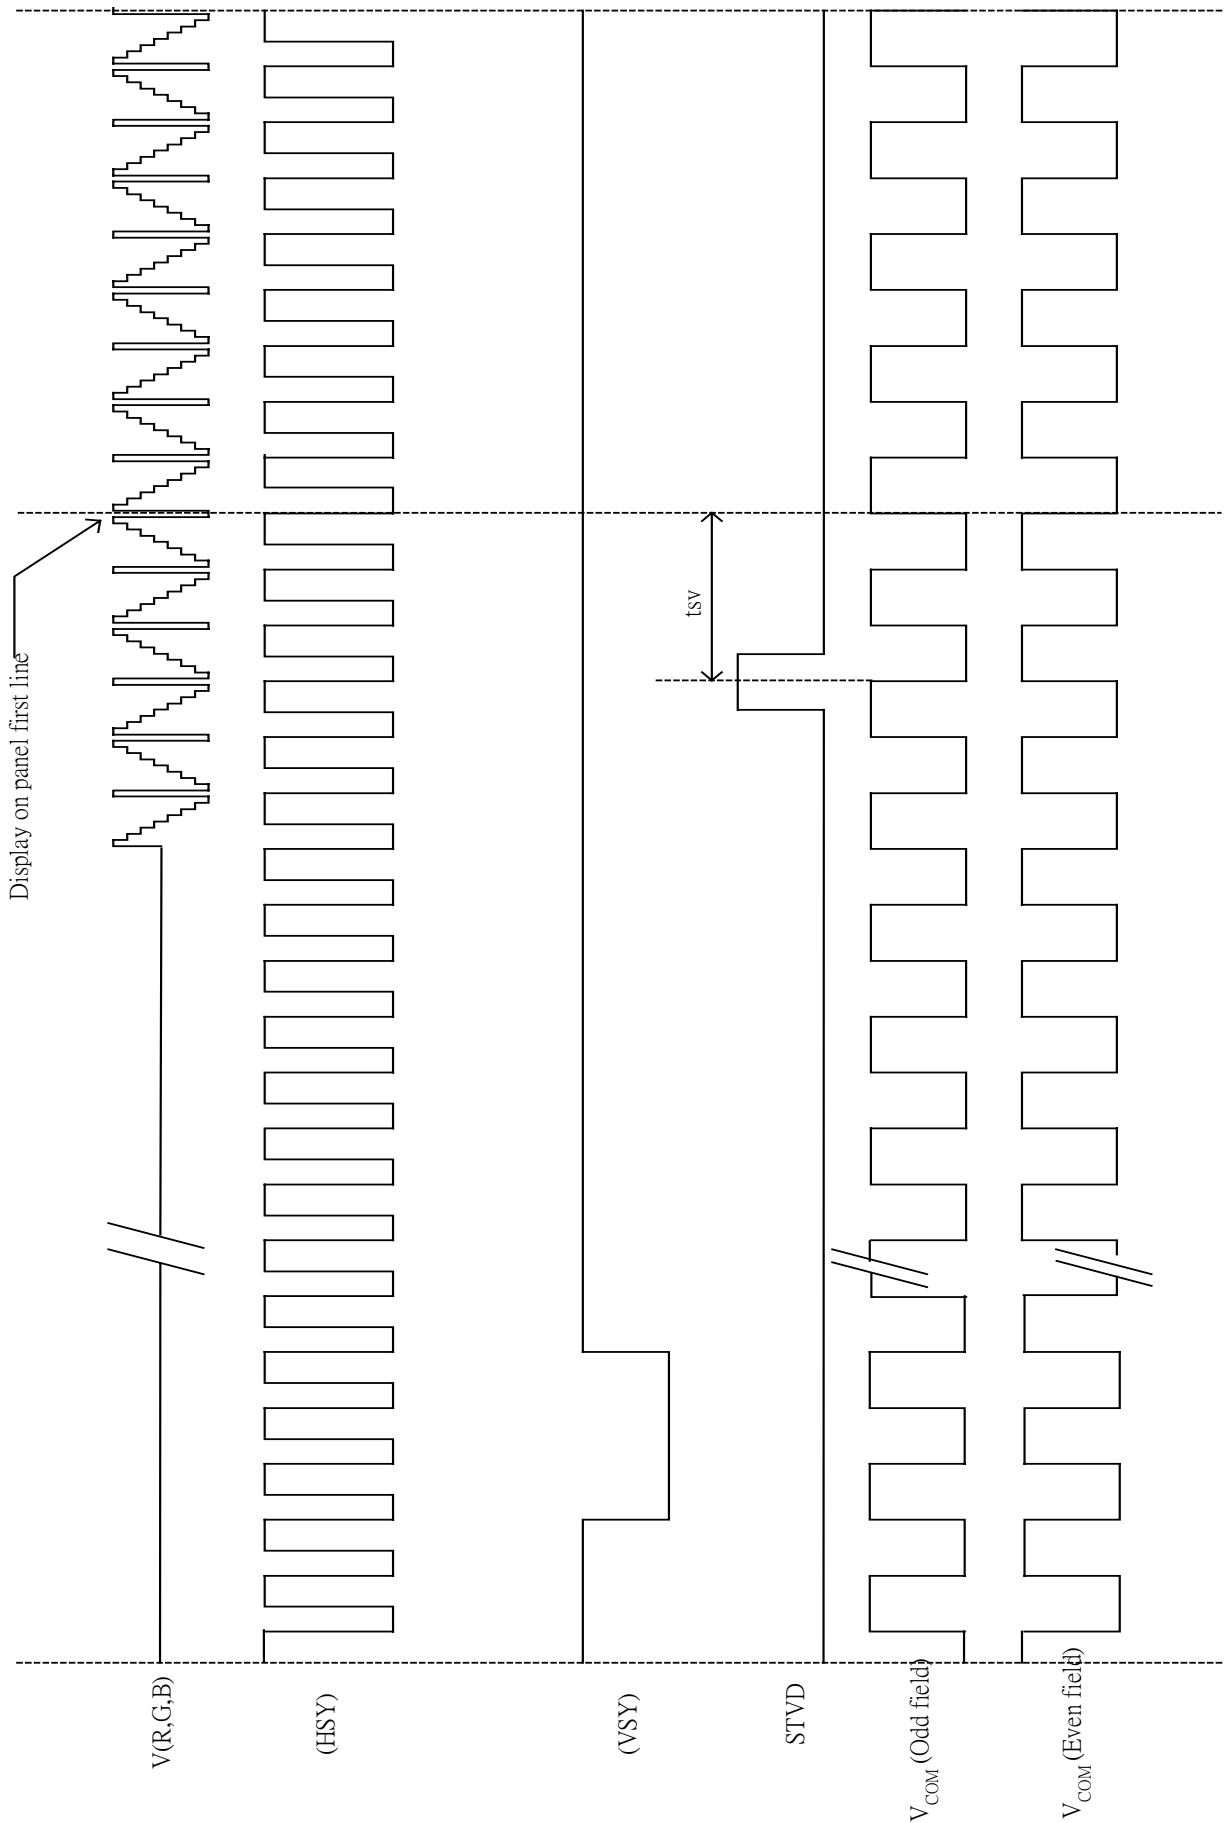 Display on panel first line
V(R,G,B)
(HSY)
(VSY)
tsv
STVD
VCOM (Odd field)
VCOM (Even field)